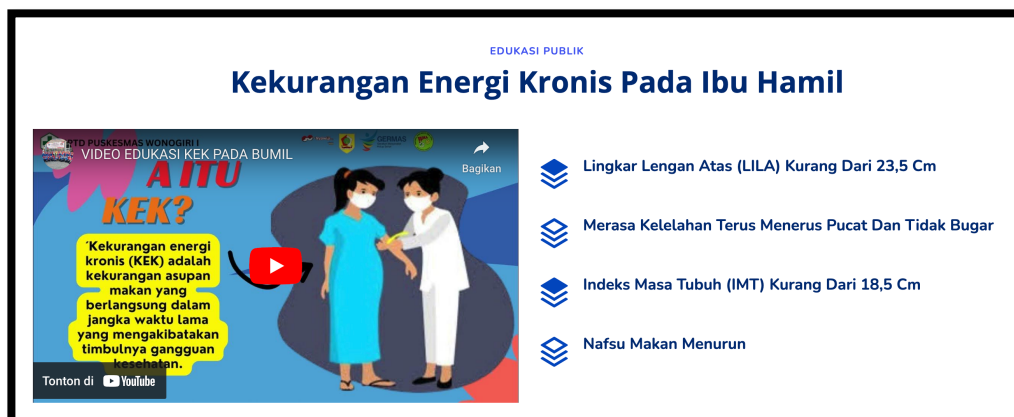 EDUKASI PUBLIK
Kekurangan Energi Kronis Pada Ibu Hamil
PTD PUSKESMAS WONOGIRI I
GERMAS
VIDEO EDUKASI KEK PADA BUMIL
Bagikan
A ITU
KEK?
'Kekurangan energi
kronis (KEK) adalah
kekurangan asupan
makan yang
berlangsung dalam
jangka waktu lama
yang mengakibatakan
timbulnya gangguan
kesehatan.
Tonton di YouTube
Lingkar Lengan Atas (LILA) Kurang Dari 23,5 Cm
Merasa Kelelahan Terus Menerus Pucat Dan Tidak Bugar
Indeks Masa Tubuh (IMT) Kurang Dari 18,5 Cm
Nafsu Makan Menurun